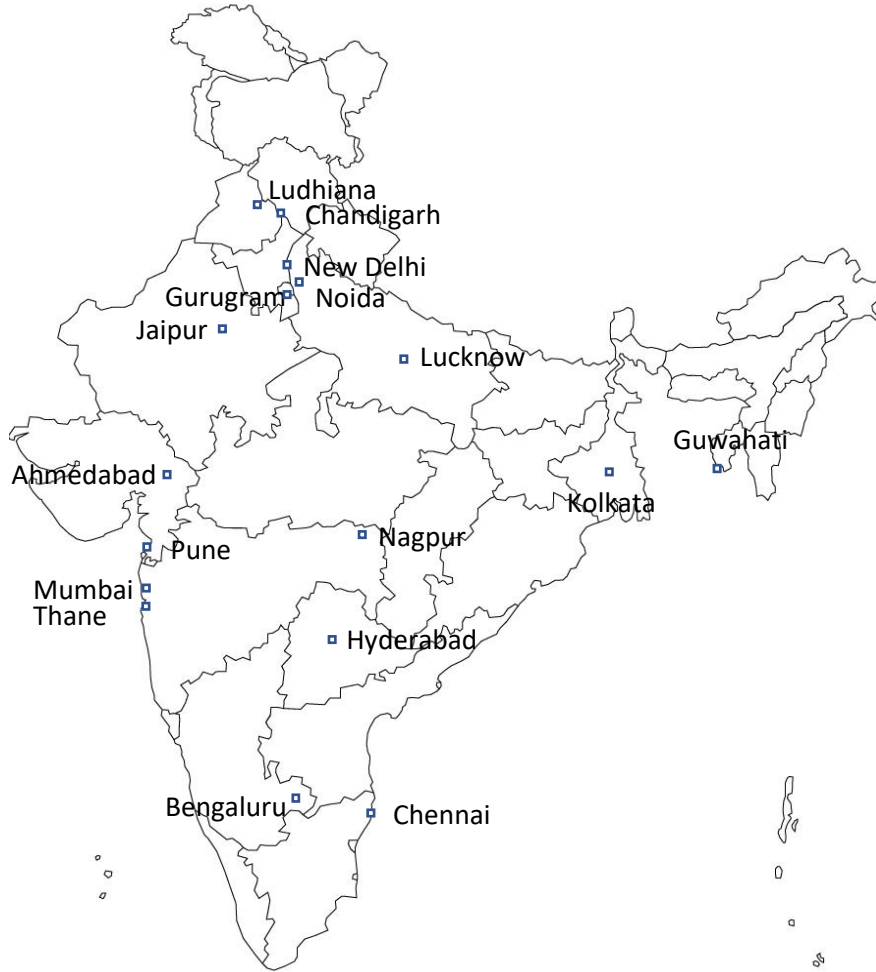 Ludhiana
Chandigarh
New Delhi
Gurugram
Noida
Jaipur
Lucknow
Guwahati
Ahmedabad
Kolkata
Nagpur
Pune
Mumbai
Thane
Hyderabad
Bengaluru
Chennai